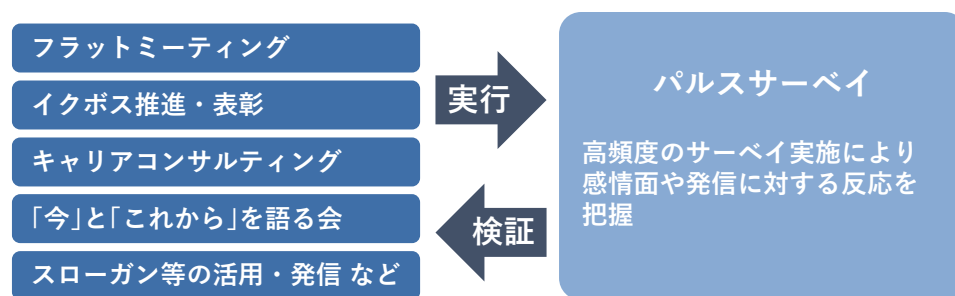 フラットミーティング
イクボス推進・表彰
キャリアコンサルティング
「今」と「これから」を語る会
スローガン等の活用・発信 など
実行
検証
パルスサーベイ
高頻度のサーベイ実施により
感情面や発信に対する反応を
把握